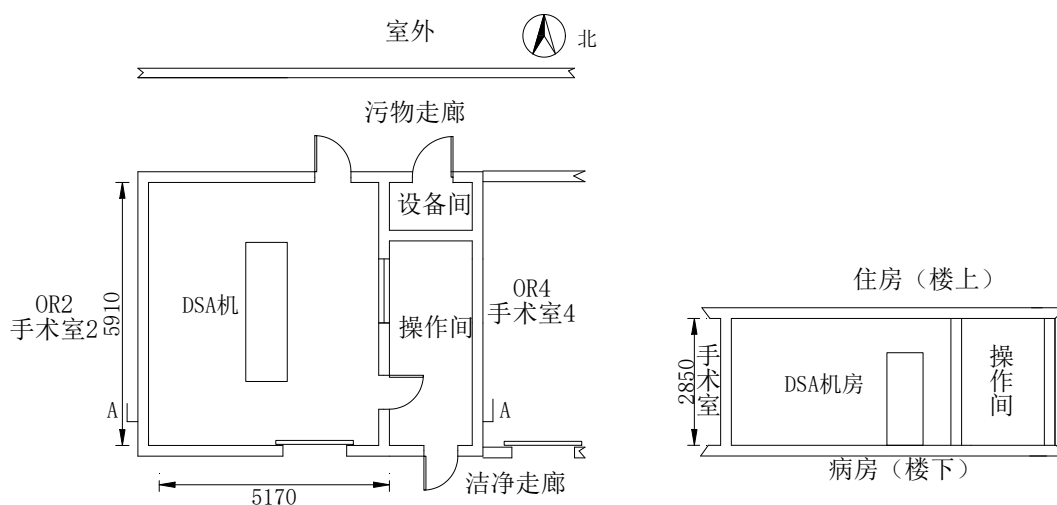 室外
北
污物走廊
设备间
OR2
手术室2
5910
DSA机
操作间
OR4
手术室4
A
A
洁净走廊
5170
住房（楼上）
2850
手术室
DSA机房
操作间
病房（楼下）